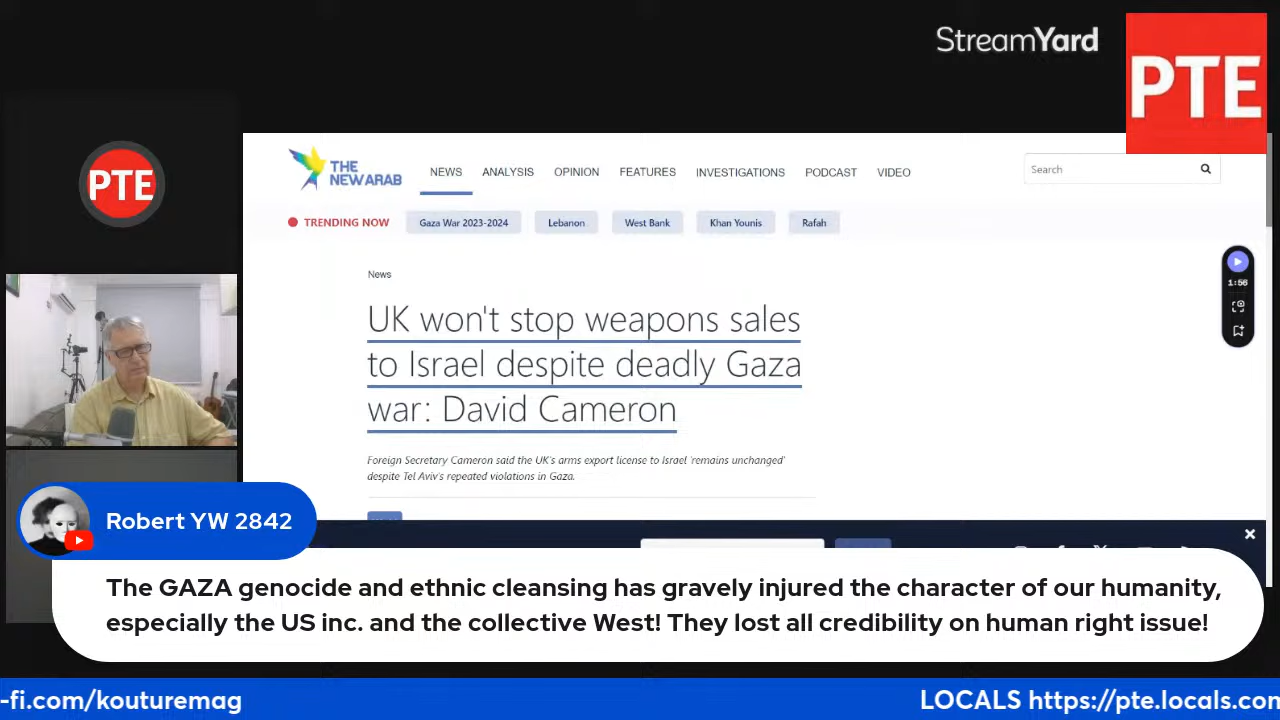 StreamYard
PTE
PTE
THE
NEW ARAB
NEWS
ANALYSIS
OPINION
FEATURES
INVESTIGATIONS
PODCAST
VIDEO
Search
TRENDING NOW
Gaza War 2023-2024
Lebanon
West Bank
Khan Younis
Rafah
1:56
News
UK won't stop weapons sales
to Israel despite deadly Gaza
war: David Cameron
Foreign Secretary Cameron said the UK's arms export license to Israel 'remains unchanged'
despite Tel Aviv's repeated violations in Gaza.
Robert YW 2842
The GAZA genocide and ethnic cleansing has gravely injured the character of our humanity,
especially the US inc. and the collective West! They lost all credibility on human right issue!
-fi.com/kouturemag
LOCALS https://pte.locals.con